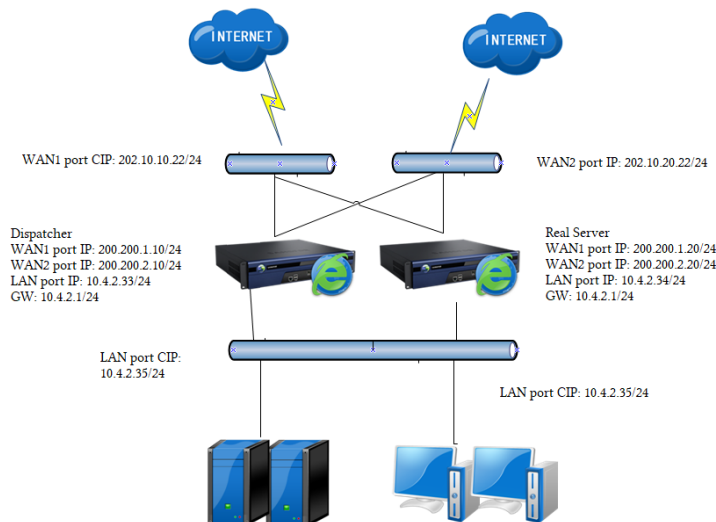 INTERNET
INTERNET
WAN1 port CIP: 202.10.10.22/24
WAN2 port IP: 202.10.20.22/24
Dispatcher
WAN1 port IP: 200.200.1.10/24
WAN2 port IP: 200.200.2.10/24
LAN port IP: 10.4.2.33/24
GW: 10.4.2.1/24
Real Server
WAN1 port IP: 200.200.1.20/24
WAN2 port IP: 200.200.2.20/24
LAN port IP: 10.4.2.34/24
GW: 10.4.2.1/24
LAN port CIP:
10.4.2.35/24
LAN port CIP: 10.4.2.35/24